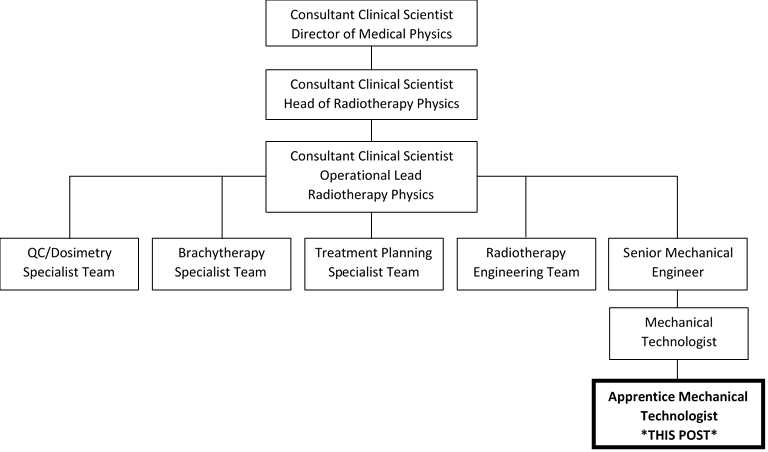 Consultant Clinical Scientist
Director of Medical Physics
Consultant Clinical Scientist
Head of Radiotherapy Physics
Consultant Clinical Scientist
Operational Lead
Radiotherapy Physics
QC/Dosimetry
Specialist Team
Brachytherapy
Specialist Team
Treatment Planning
Specialist Team
Radiotherapy
Engineering Team
Senior Mechanical
Engineer
Mechanical
Technologist
Apprentice Mechanical
Technologist
*THIS POST*